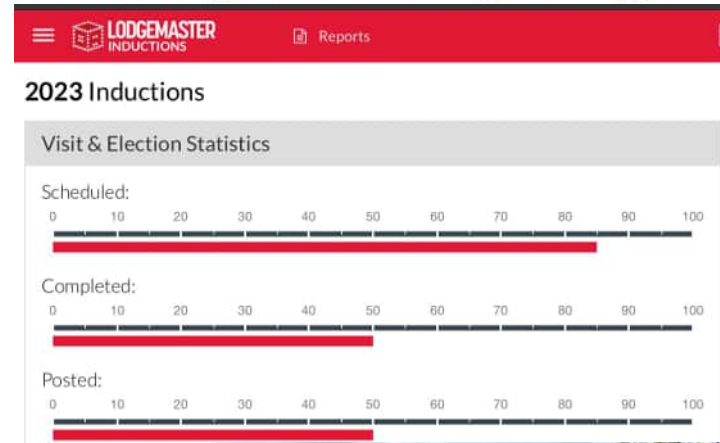 LODGEMASTER
INDUCTIONS
Reports
2023 Inductions
Visit & Election Statistics
Scheduled:
0 10 20 30 40 50 60 70 80 90 100
Completed:
0 10 20 30 40 50 60 70 80 90 100
Posted:
0 10 20 30 40 50 60 70 80 90 100